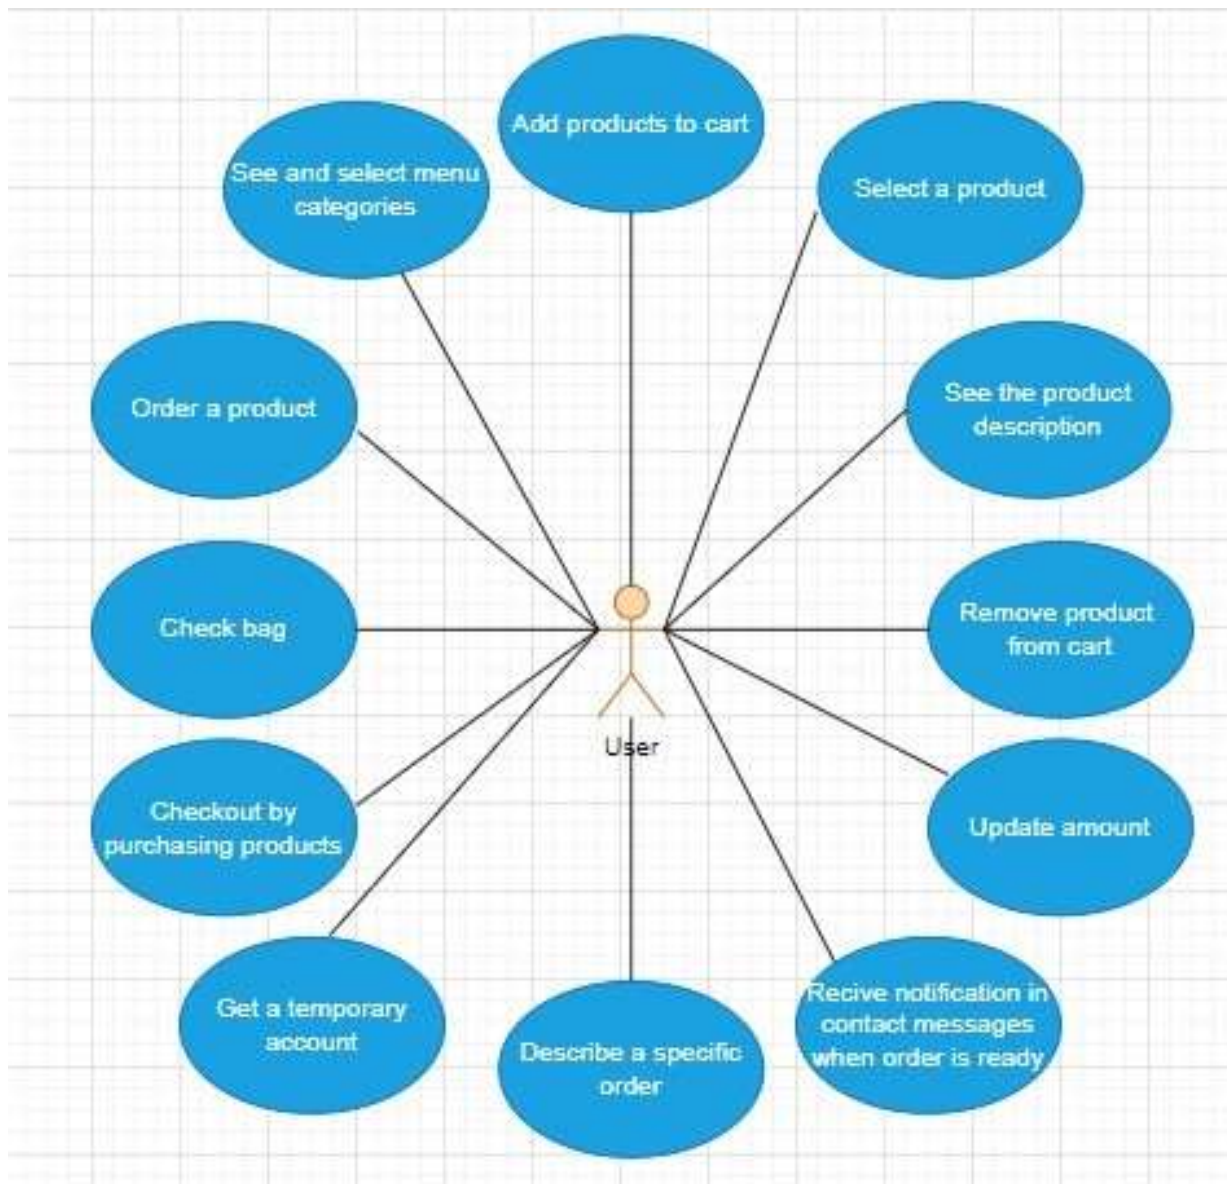 Add products to cart
See and select menu
categories
Select a product
Order a product
See the product
description
Check bag
Remove product
from cart
User
Checkout by
purchasing products
Update amount
Get a temporary
account
Describe a specific
order
Recive notification in
contact messages
when order is ready